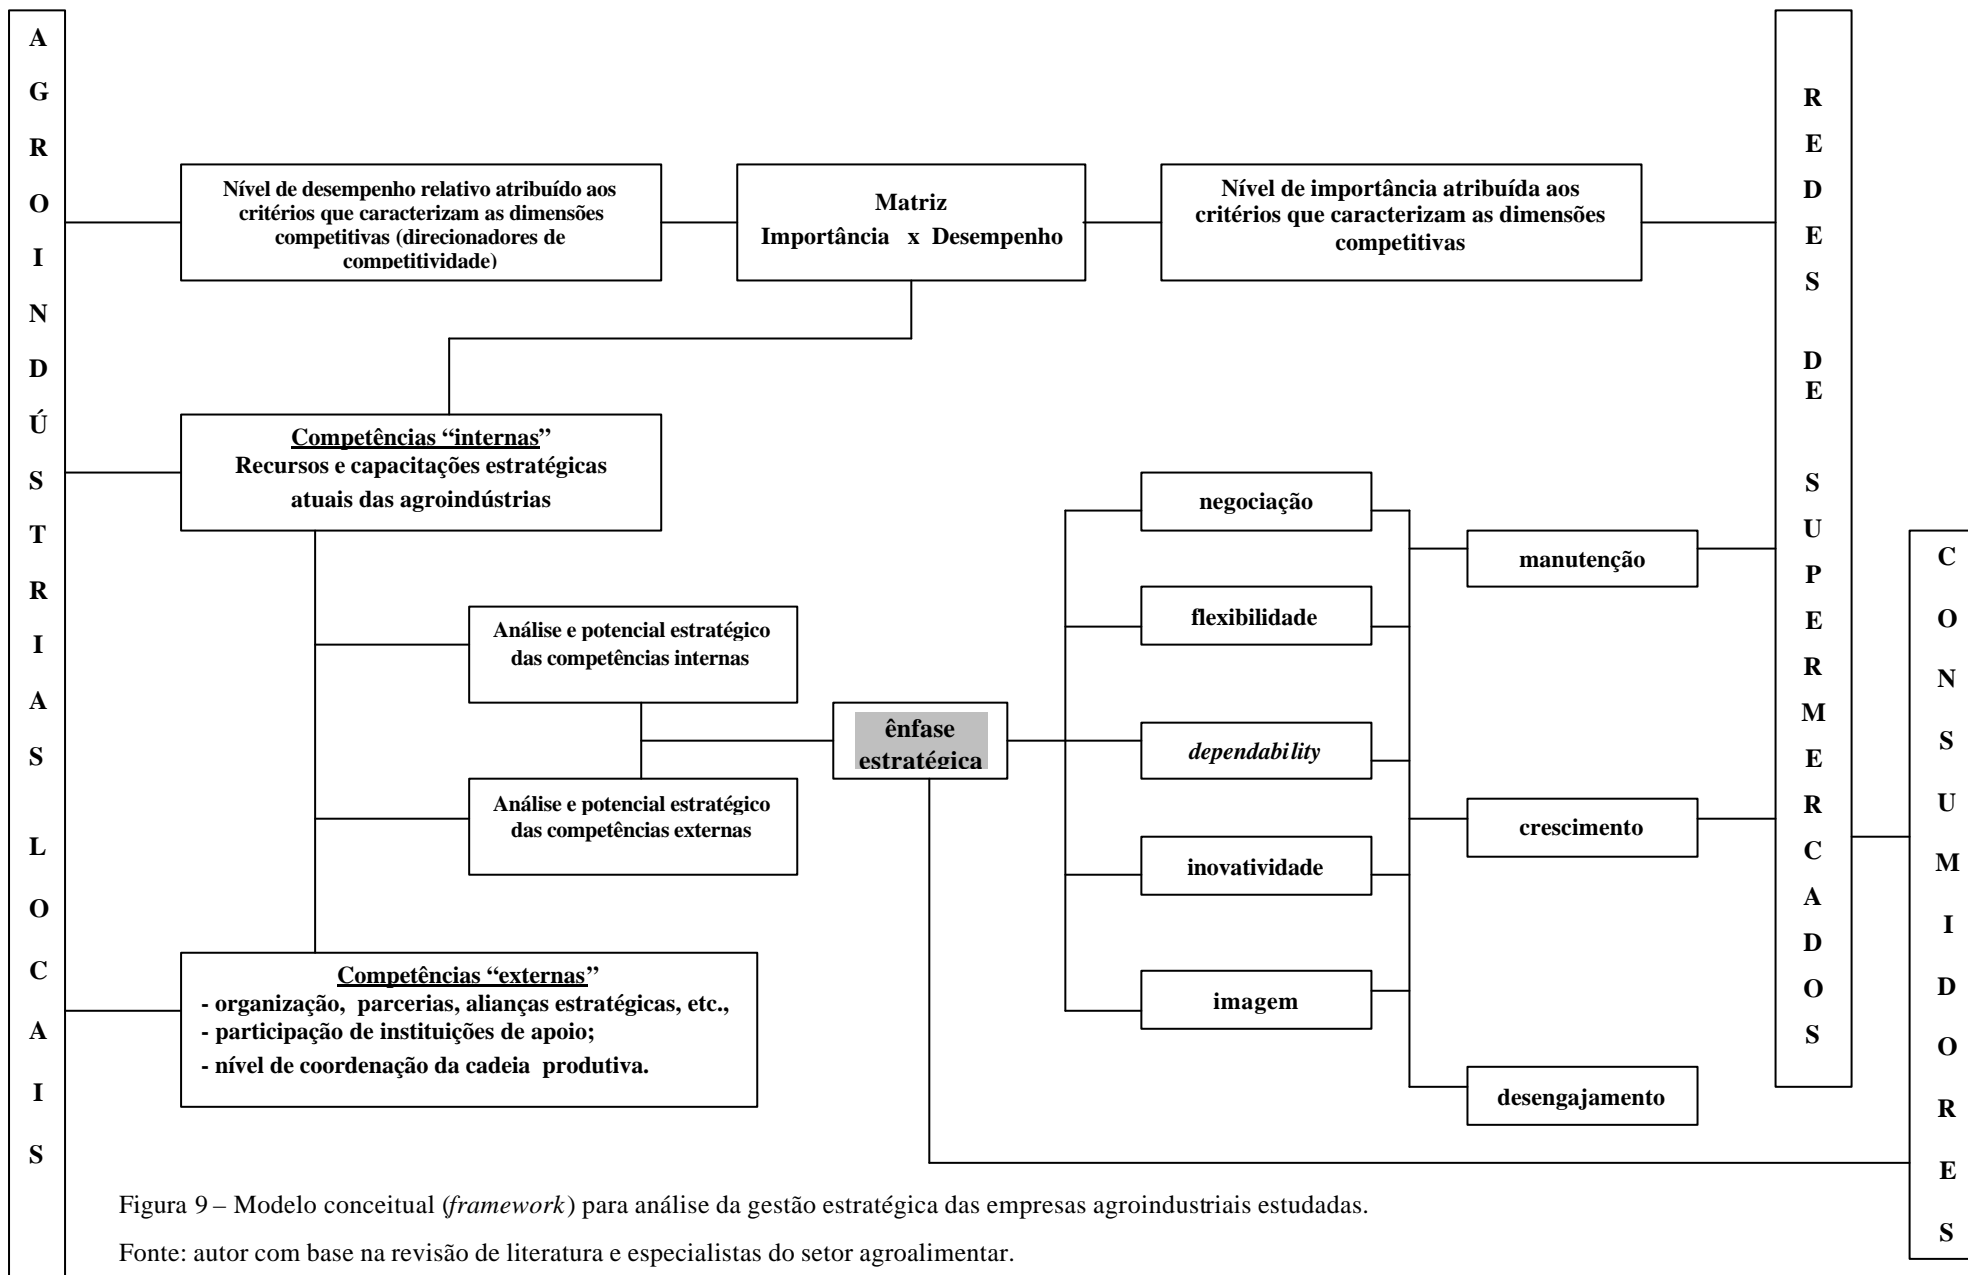 AGROINDÚSTRIAS LOCAIS
Nível de desempenho relativo atribuído aos
critérios que caracterizam as dimensões
competitivas (direcionadores de
competitividade)
Matriz
Importância x Desempenho
Nível de importância atribuída aos
critérios que caracterizam as dimensões
competitivas
REDES DE SUPERMERCADOS
Competências “internas”
Recursos e capacitações estratégicas
atuais das agroindústrias
Análise e potencial estratégico
das competências internas
Análise e potencial estratégico
das competências externas
ênfase
estratégica
negociação
flexibilidade
dependability
inovatividade
imagem
manutenção
crescimento
desengajamento
CONSUMIDORES
Competências “externas”
- organização, parcerias, alianças estratégicas, etc.,
- participação de instituições de apoio;
- nível de coordenação da cadeia produtiva.
Figura 9 – Modelo conceitual (framework) para análise da gestão estratégica das empresas agroindustriais estudadas.
Fonte: autor com base na revisão de literatura e especialistas do setor agroalimentar.